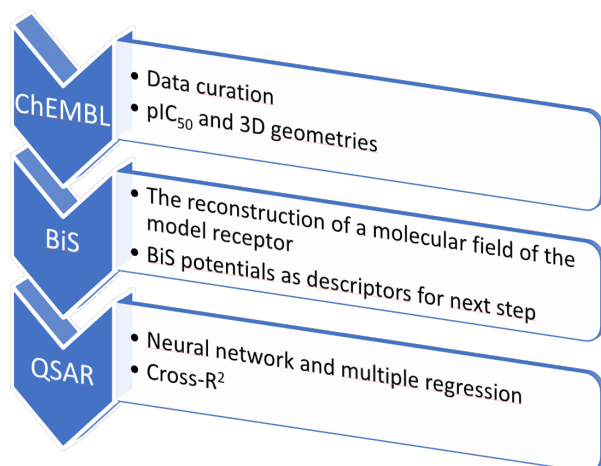 ChEMBL
• Data curation
• pIC₅₀ and 3D geometries
BiS
• The reconstruction of a molecular field of the
model receptor
• BiS potentials as descriptors for next step
QSAR
• Neural network and multiple regression
• Cross-R²